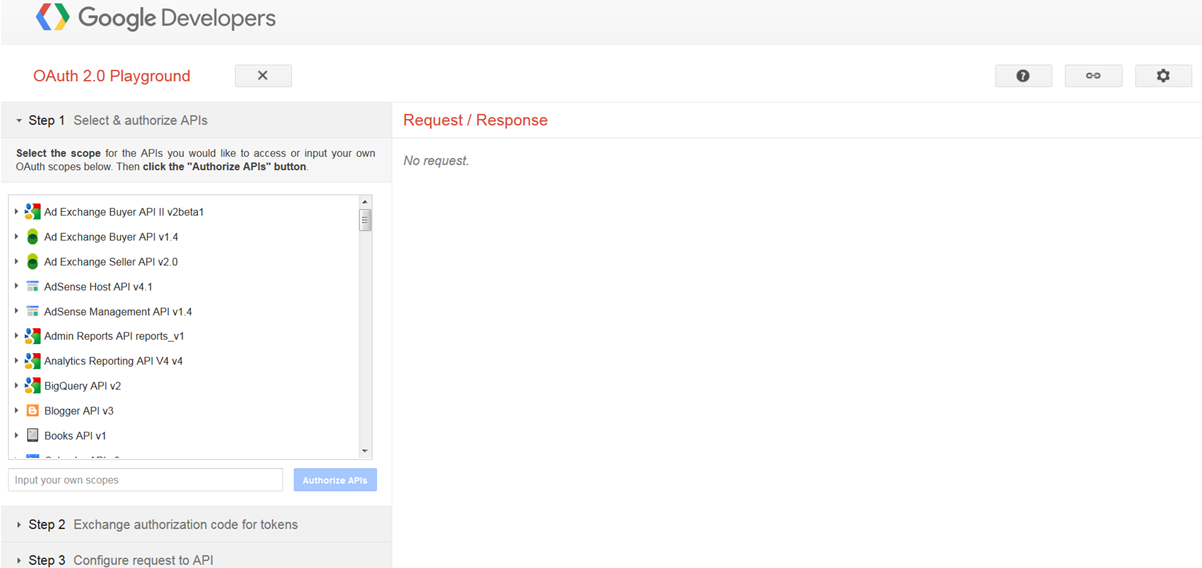 Google Developers
OAuth 2.0 Playground
Step 1 Select & authorize APIs
Select the scope for the APIs you would like to access or input your own
OAuth scopes below. Then click the "Authorize APIs" button.
Ad Exchange Buyer API II v2beta1
Ad Exchange Buyer API v1.4
Ad Exchange Seller API v2.0
AdSense Host API v4.1
AdSense Management API v1.4
Admin Reports API reports_v1
Analytics Reporting API V4 v4
BigQuery API v2
Blogger API v3
Books API v1
Input your own scopes
Authorize APIs
Step 2 Exchange authorization code for tokens
Step 3 Configure request to API
Request / Response
No request.